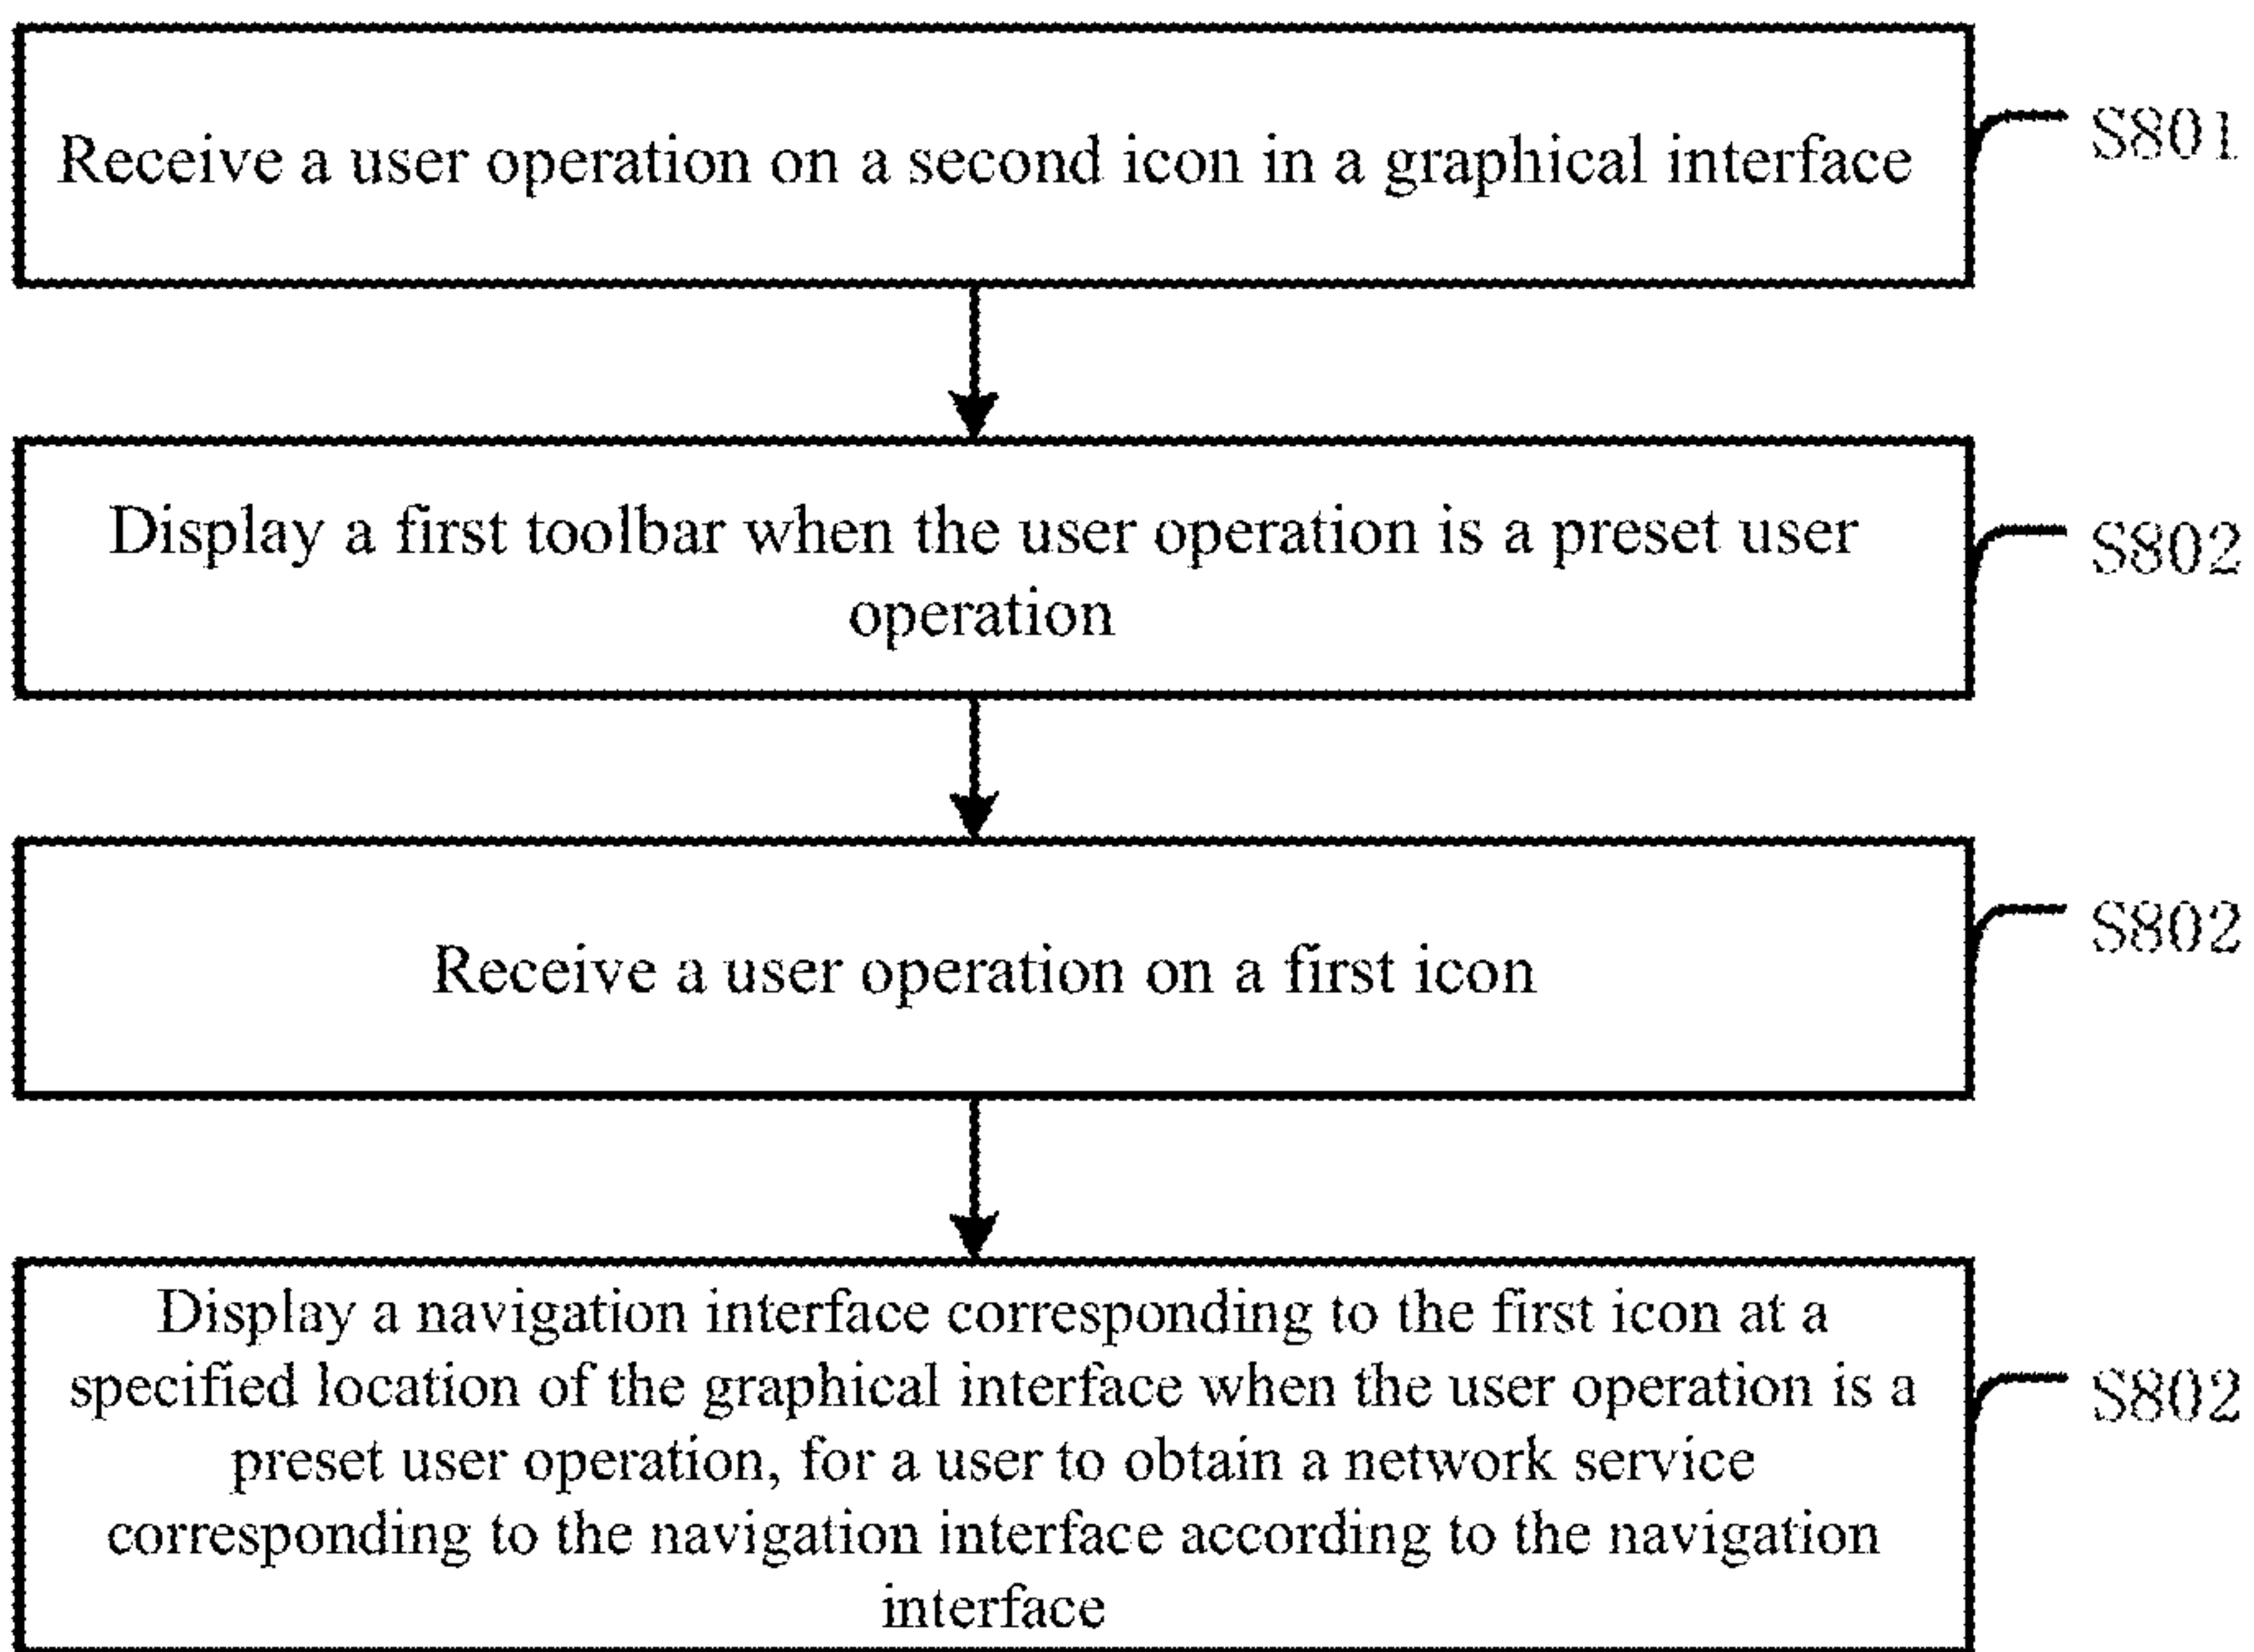 Receive a user operation on a second icon in a graphical interface
S801
Display a first toolbar when the user operation is a preset user
operation
S802
Receive a user operation on a first icon
S802
Display a navigation interface corresponding to the first icon at a
specified location of the graphical interface when the user operation is a
preset user operation, for a user to obtain a network service
corresponding to the navigation interface according to the navigation
interface
S802